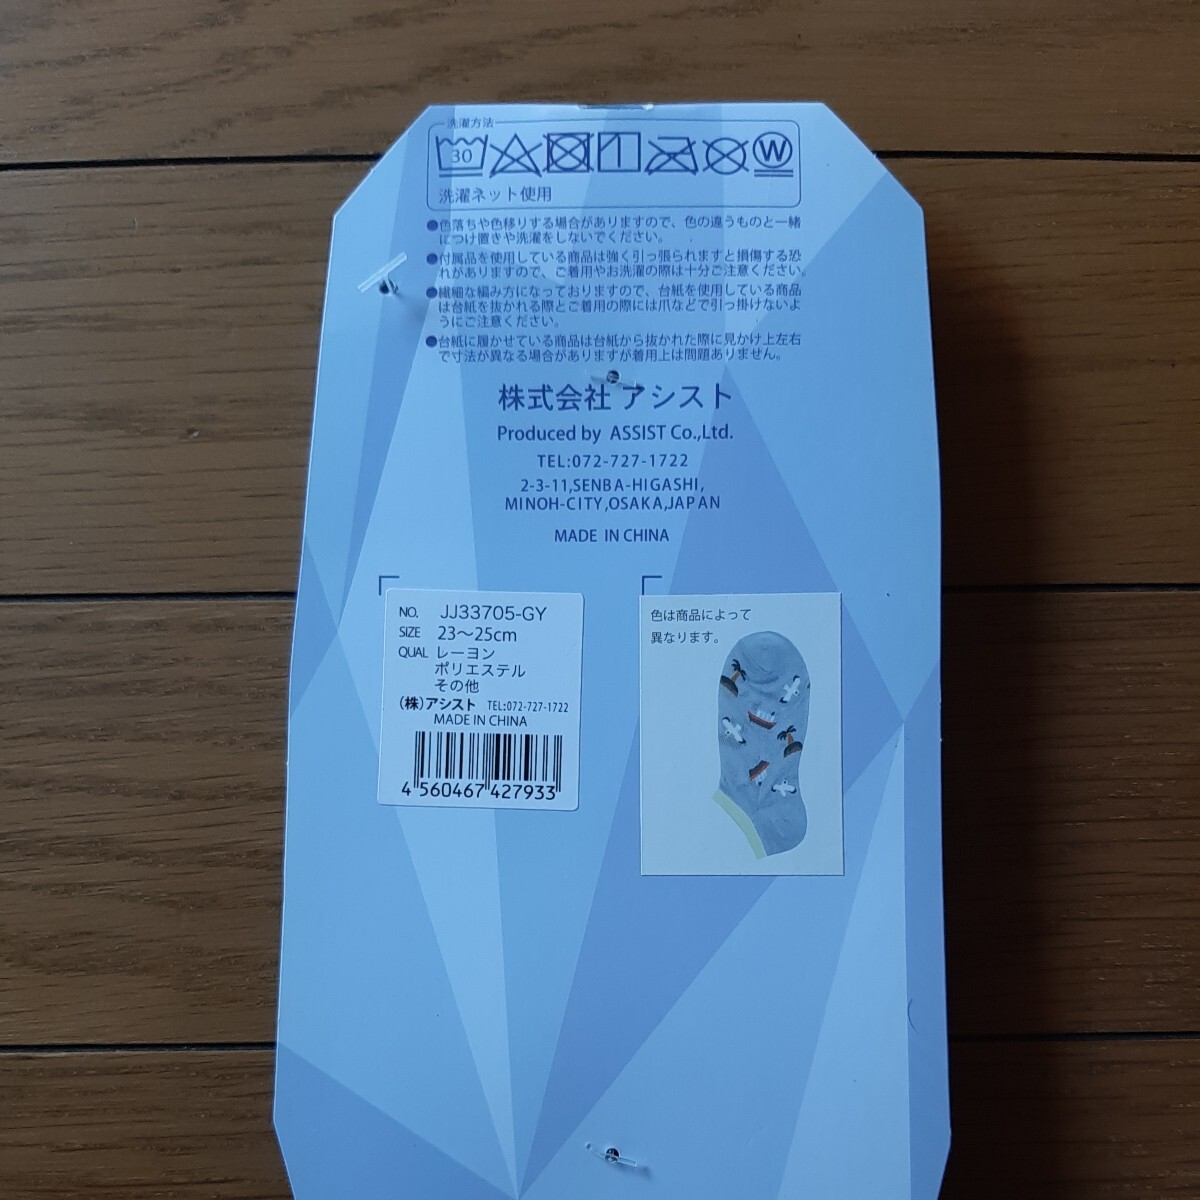 洗濯方法
30
W
洗濯ネット使用
●色落ちや色移りする場合がありますので、色の違うものと一緒
につけ置きや洗濯をしないでください。
●付属品を使用している商品は強く引っ張られますと損傷する恐
れがありますので、ご着用やお洗濯の際は十分ご注意ください。
●繊細な編み方になっておりますので、台紙を使用している商品
は台紙を抜かれる際とご着用の際には爪などで引っ掛けないよ
うにご注意ください。
●台紙に履かせている商品は台紙から抜かれた際に見かけ上左右
で寸法が異なる場合がありますが着用上は問題ありません。
株式会社 アシスト
Produced by ASSIST Co.,Ltd.
TEL:072-727-1722
2-3-11,SENBA-HIGASHI,
MINOH-CITY,OSAKA,JAPAN
MADE IN CHINA
NO. JJ33705-GY
SIZE 23～25cm
QUAL レーヨン
ポリエステル
その他
(株)アシスト TEL:072-727-1722
MADE IN CHINA
4 560467 427933
色は商品によって
異なります。